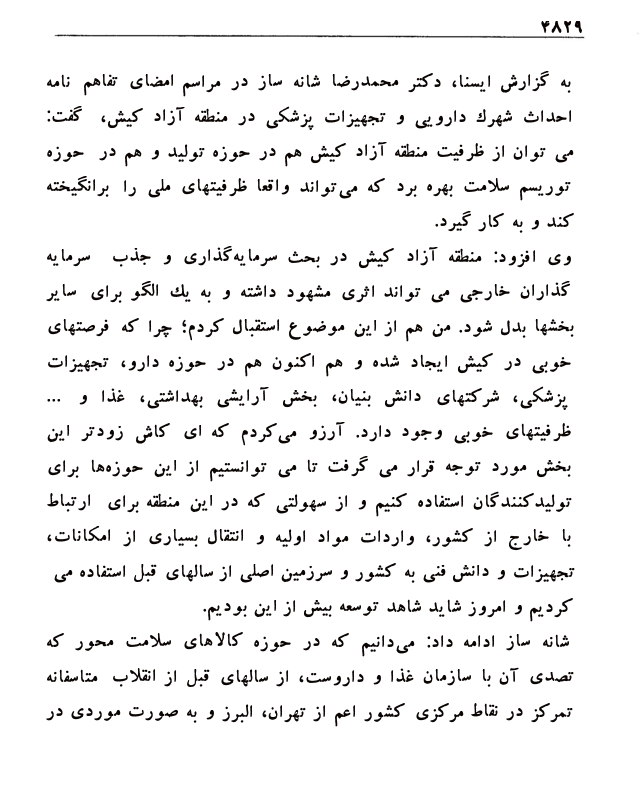 ۴۸۲۹
به گزارش ایسنا، دکتر محمدرضا شانه ساز در مراسم امضای تفاهم نامه
احداث شهرك دارویی و تجهیزات پزشکی در منطقه آزاد کیش، گفت:
می توان از ظرفیت منطقه آزاد کیش هم در حوزه تولید و هم در حوزه
توریسم سلامت بهره برد که می‌تواند واقعا ظرفیتهای ملی را برانگیخته
کند و به کار گیرد.
وی افزود: منطقه آزاد کیش در بحث سرمایه‌گذاری و جذب سرمایه
گذاران خارجی می تواند اثری مشهود داشته و به یك الگو برای سایر
بخشها بدل شود. من هم از این موضوع استقبال کردم؛ چرا که فرصتهای
خوبی در کیش ایجاد شده و هم اکنون هم در حوزه دارو، تجهیزات
پزشکی، شرکتهای دانش بنیان، بخش آرایشی بهداشتی، غذا و ...
ظرفیتهای خوبی وجود دارد. آرزو می‌کردم که ای کاش زودتر این
بخش مورد توجه قرار می گرفت تا می توانستیم از این حوزه‌ها برای
تولیدکنندگان استفاده کنیم و از سهولتی که در این منطقه برای ارتباط
با خارج از کشور، واردات مواد اولیه و انتقال بسیاری از امکانات،
تجهیزات و دانش فنی به کشور و سرزمین اصلی از سالهای قبل استفاده می
کردیم و امروز شاید شاهد توسعه بیش از این بودیم.
شانه ساز ادامه داد: می‌دانیم که در حوزه کالاهای سلامت محور که
تصدی آن با سازمان غذا و داروست، از سالهای قبل از انقلاب متاسفانه
تمرکز در نقاط مرکزی کشور اعم از تهران، البرز و به صورت موردی در